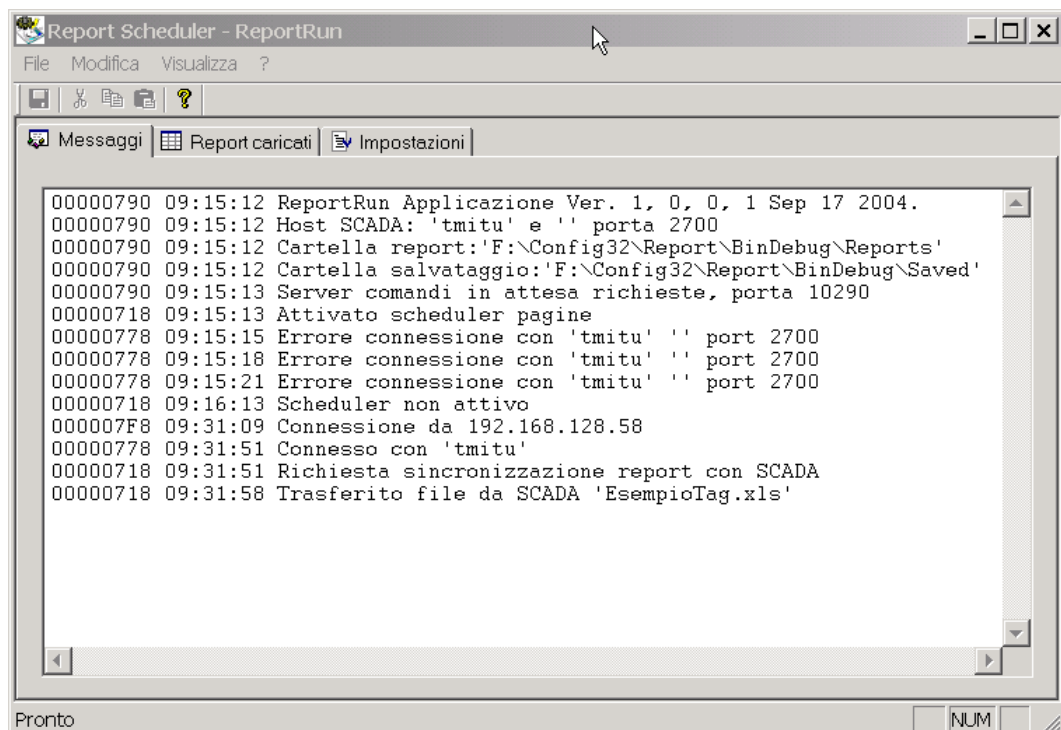 Report Scheduler - ReportRun
File Modifica Visualizza ?
Messaggi Report caricati Impostazioni
00000790 09:15:12 ReportRun Applicazione Ver. 1, 0, 0, 1 Sep 17 2004.
00000790 09:15:12 Host SCADA: 'tmitu' e '' porta 2700
00000790 09:15:12 Cartella report:'F:\Config32\Report\BinDebug\Reports'
00000790 09:15:12 Cartella salvataggio:'F:\Config32\Report\BinDebug\Saved'
00000790 09:15:13 Server comandi in attesa richieste, porta 10290
00000718 09:15:13 Attivato scheduler pagine
00000778 09:15:15 Errore connessione con 'tmitu' '' port 2700
00000778 09:15:18 Errore connessione con 'tmitu' '' port 2700
00000778 09:15:21 Errore connessione con 'tmitu' '' port 2700
00000718 09:16:13 Scheduler non attivo
000007F8 09:31:09 Connessione da 192.168.128.58
00000778 09:31:51 Connesso con 'tmitu'
00000718 09:31:51 Richiesta sincronizzazione report con SCADA
00000718 09:31:58 Trasferito file da SCADA 'EsempioTag.xls'
Pronto NUM